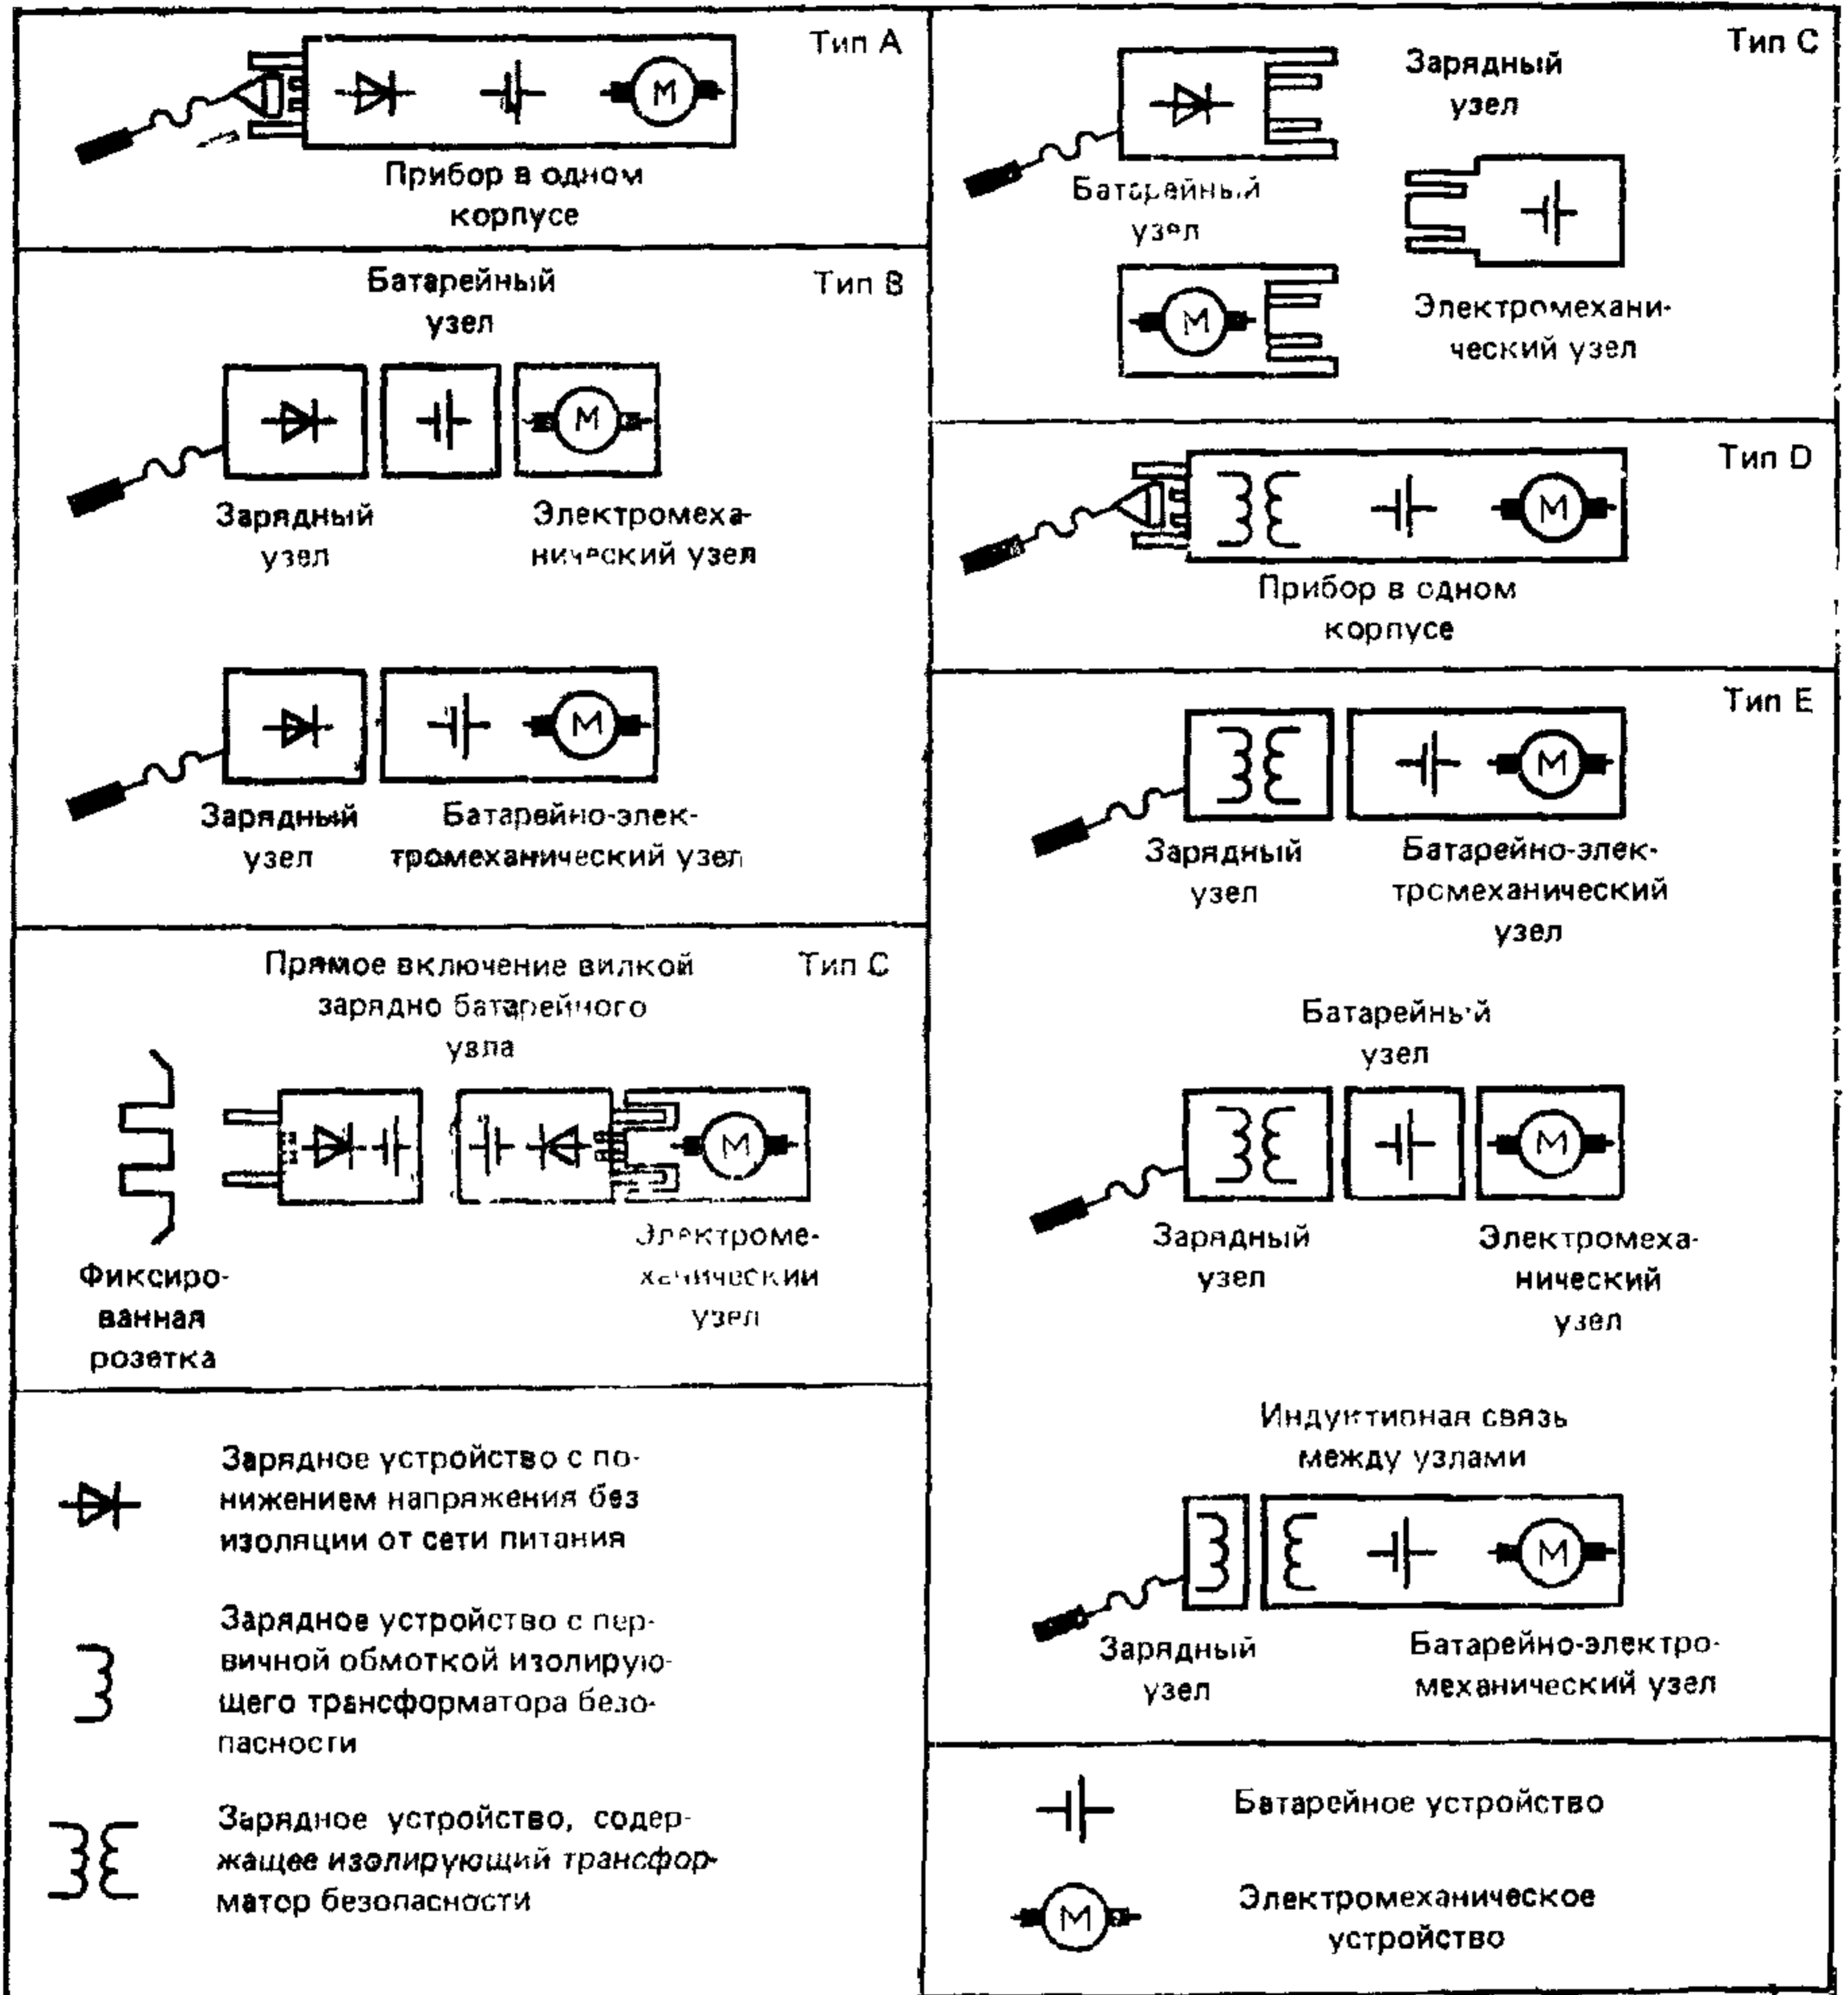 Тип А
М
Прибор в одном
корпусе
Батарейный
узел
Тип В
М
Зарядный
узел
Электромеха-
нический узел
М
Зарядный
узел
Батарейно-элек-
тромеханический узел
Прямое включение вилкой
зарядно батарейного
узла
Тип С
М
Фиксиро-
ванная
розетка
Электроме-
ханический
узел
Зарядное устройство с по-
нижением напряжения без
изоляции от сети питания
Зарядное устройство с пер-
вичной обмоткой изолирую-
щего трансформатора безо-
пасности
Зарядное устройство, содер-
жащее изолирующий трансфор-
матор безопасности
Тип С
Зарядный
узел
Батарейный
узел
М
Электромехани-
ческий узел
Тип D
М
Прибор в одном
корпусе
Тип Е
М
Зарядный
узел
Батарейно-элек-
тромеханический
узел
Батарейный
узел
М
Зарядный
узел
Электромеха-
нический
узел
Индуктивная связь
между узлами
М
Зарядный
узел
Батарейно-электро-
механический узел
Батарейное устройство
М
Электромеханическое
устройство